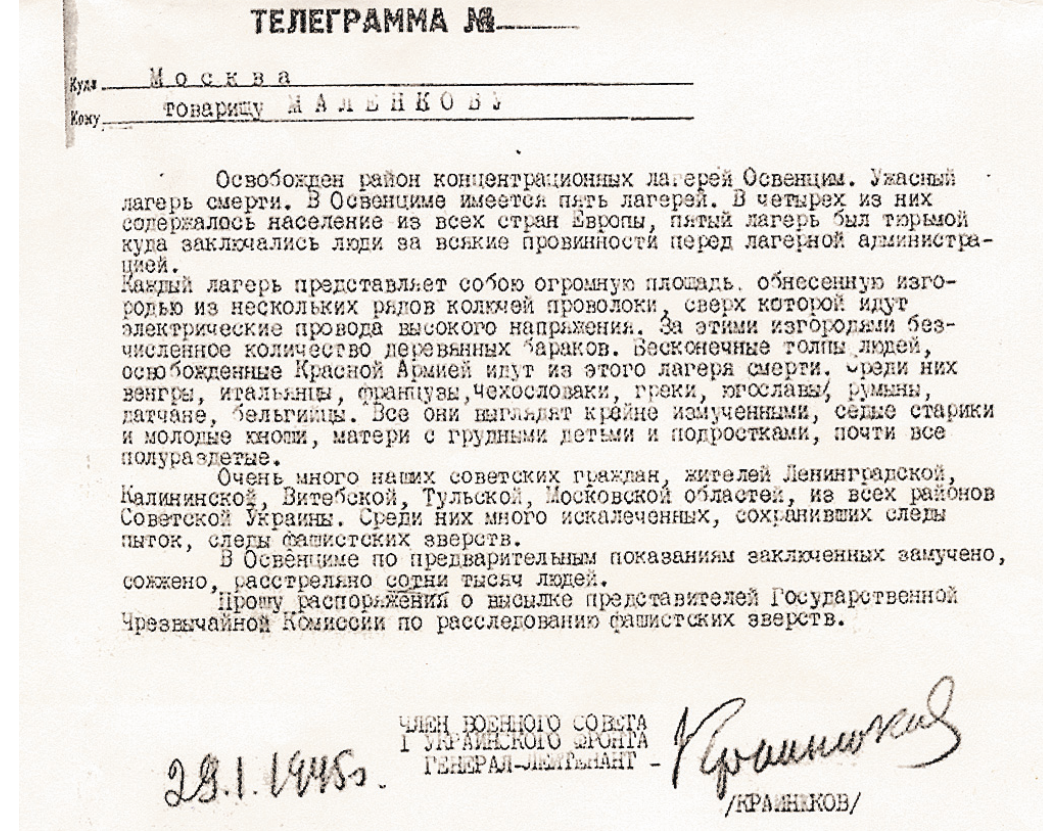 ТЕЛЕГРАММА №
Куда Москва
Кому товарищу МАЛЕНКОВУ
Освобожден район концентрационных лагерей Освенцим. Ужасный
лагерь смерти. В Освенциме имеется пять лагерей. В четырех из них
содержалось население из всех стран Европы, пятый лагерь был тюрьмой
куда заключались люди за всякие провинности перед лагерной администра-
цией.
Каждый лагерь представляет собою огромную площадь. обнесенную изго-
родью из нескольких рядов колючей проволоки, сверх которой идут
электрические провода высокого напряжения. За этими изгородями без-
численное количество деревянных бараков. Бесконечные толпы людей,
освобожденные Красной Армией идут из этого лагеря смерти. Среди них
венгры, итальянцы, французы,чехословаки, греки, югославы/, румыны,
датчане, бельгийцы. Все они выглядят крайне измученными, седые старики
и молодые юноши, матери с грудными детьми и подростками, почти все
полураздетые.
Очень много наших советских граждан, жителей Ленинградской,
Калининской, Витебской, Тульской, Московской областей, из всех районов
Советской Украины. Среди них много искалеченных, сохранивших следы
пыток, следы фашистских зверств.
В Освенциме по предварительным показаниям заключенных замучено,
сожжено, расстреляно сотни тысяч людей.
Прошу распоряжения о высылке представителей Государственной
Чрезвычайной Комиссии по расследованию фашистских зверств.
ЧЛЕН ВОЕННОГО СОВЕТА
I УКРАИНСКОГО ФРОНТА
ГЕНЕРАЛ-ЛЕЙТЕНАНТ - Крайнюков
29.1.1945г.
/КРАЙНЮКОВ/